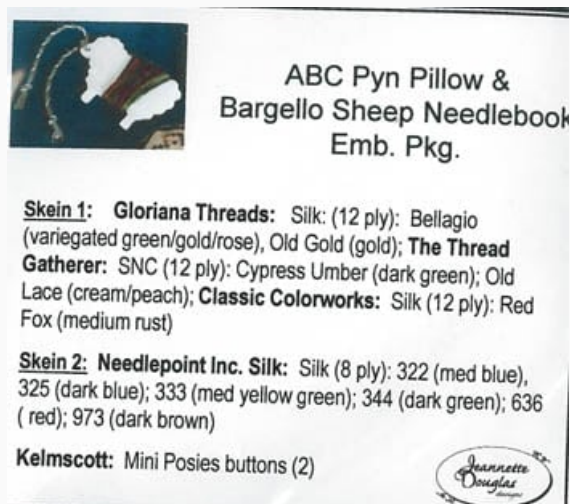 ABC Pyn Pillow &
Bargello Sheep Needlebook
Emb. Pkg.
Skein 1: Gloriana Threads: Silk: (12 ply): Bellagio
(variegated green/gold/rose), Old Gold (gold); The Thread
Gatherer: SNC (12 ply): Cypress Umber (dark green); Old
Lace (cream/peach); Classic Colorworks: Silk (12 ply): Red
Fox (medium rust)
Skein 2: Needlepoint Inc. Silk: Silk (8 ply): 322 (med blue),
325 (dark blue); 333 (med yellow green); 344 (dark green); 636
( red); 973 (dark brown)
Kelmscott: Mini Posies buttons (2)
Jeannette
Douglas
designs